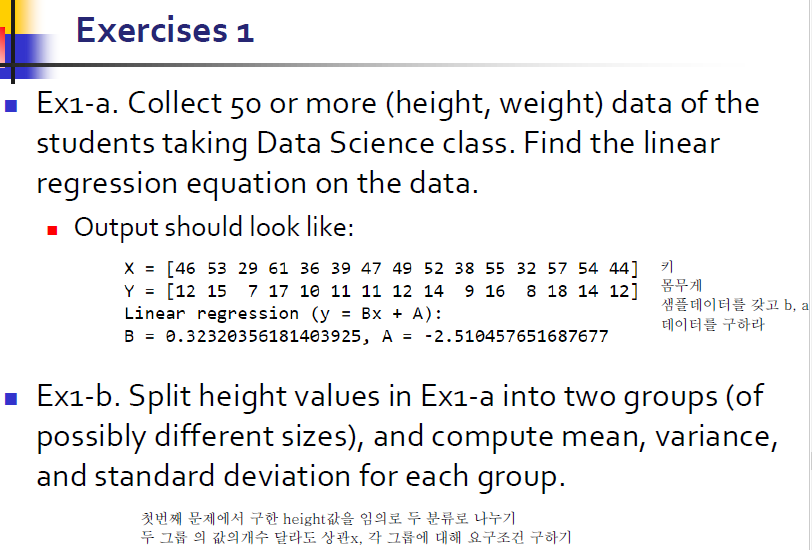 Exercises 1
Ex1-a. Collect 50 or more (height, weight) data of the
students taking Data Science class. Find the linear
regression equation on the data.
Output should look like:
X = [46 53 29 61 36 39 47 49 52 38 55 32 57 54 44]
Y = [12 15 7 17 10 11 11 12 14 9 16 8 18 14 12]
Linear regression (y = Bx + A):
B = 0.32320356181403925, A = -2.510457651687677
키
몸무게
샘플데이터를 갖고 b, a
데이터를 구하라
Ex1-b. Split height values in Ex1-a into two groups (of
possibly different sizes), and compute mean, variance,
and standard deviation for each group.
첫번째 문제에서 구한 height값을 임의로 두 분류로 나누기
두 그룹 의 값의개수 달라도 상관x, 각 그룹에 대해 요구조건 구하기